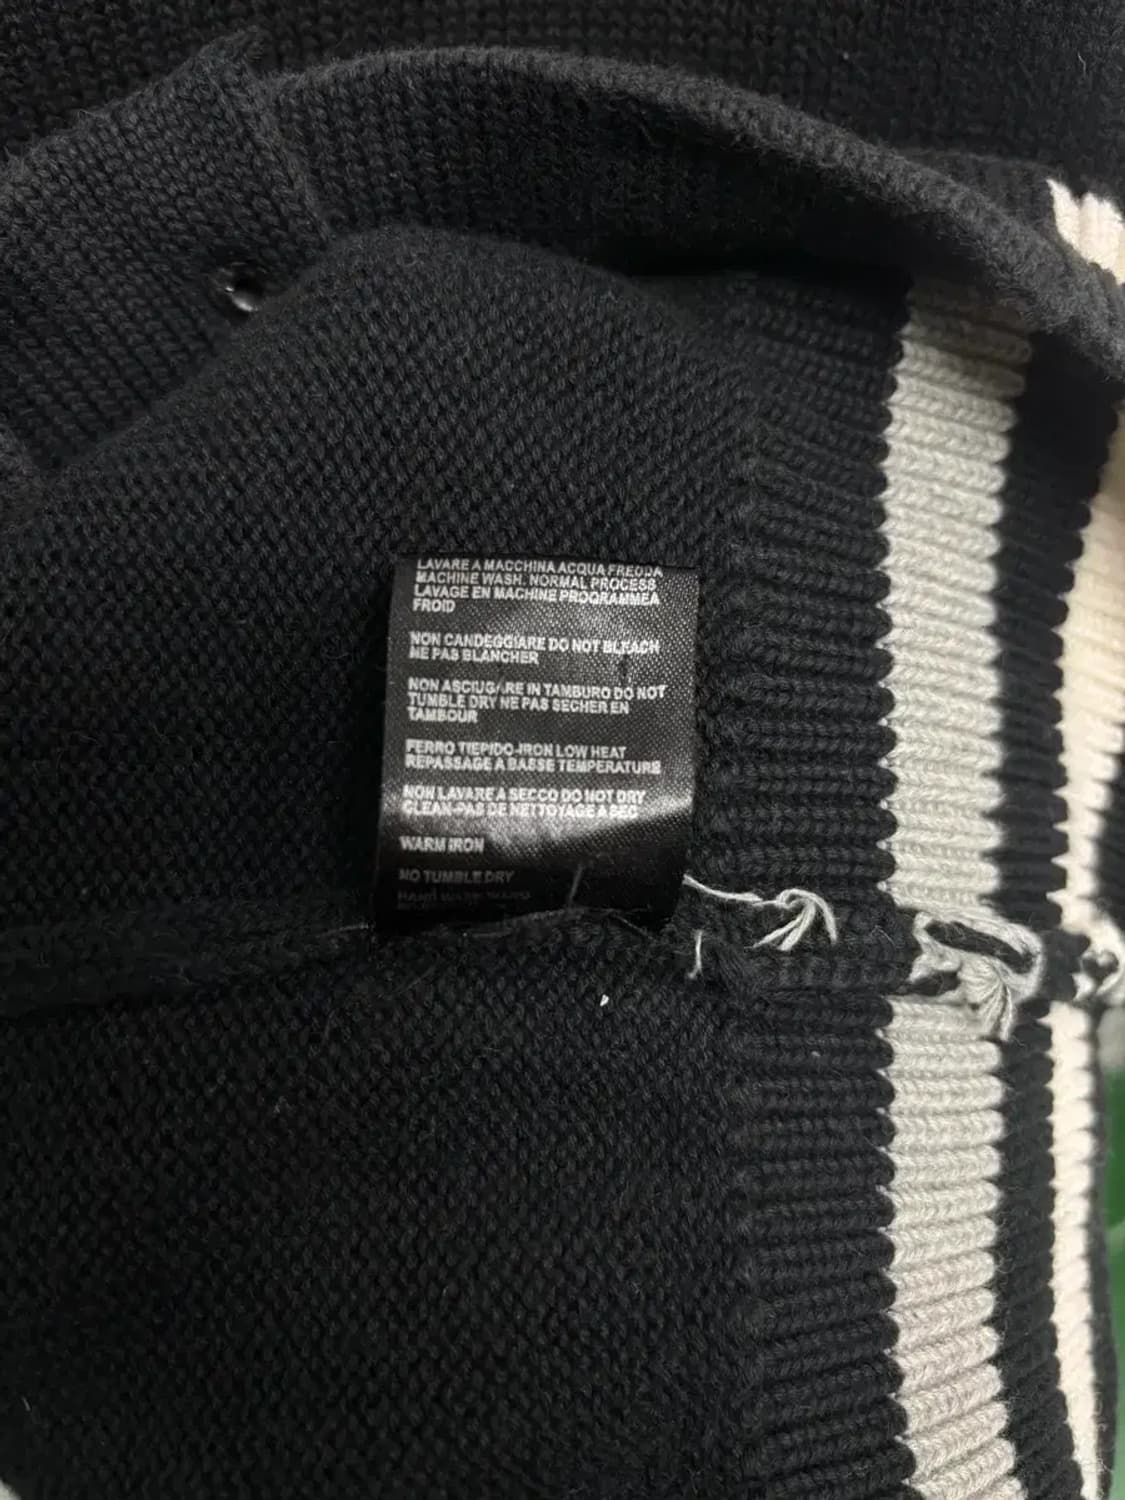 LAVARE A MACCHINA ACQUA FREDDA
MACHINE WASH. NORMAL PROCESS
LAVAGE EN MACHINE PROGRAMMEA
FROID
NON CANDEGGIARE DO NOT BLEACH
NE PAS BLANCHER
NON ASCIUGARE IN TAMBURO DO NOT
TUMBLE DRY NE PAS SECHER EN
TAMBOUR
FERRO TIEPIDO-IRON LOW HEAT
REPASSAGE A BASSE TEMPERATURE
NON LAVARE A SECCO DO NOT DRY
CLEAN-PAS DE NETTOYAGE A SEC
WARM IRON
NO TUMBLE DRY
HAND WASH